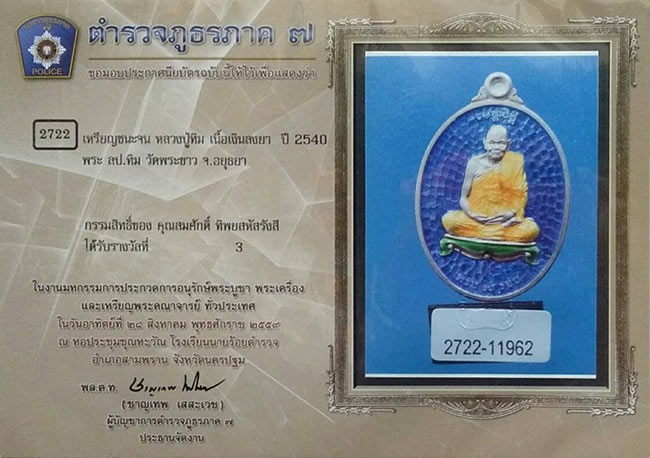 ตำรวจภูธรภาค ๗
ขอมอบประกาศนียบัตรฉบับนี้ให้ไว้เพื่อแสดงว่า
POLICE
2722 เหรียญชนะจน หลวงปู่ทิม เนื้อเงินลงยา ปี 2540
พระ ลป.ทิม วัดพระขาว จ.อยุธยา
กรรมสิทธิ์ของ คุณสมศักดิ์ ทิพยสหัสรังสี
ได้รับรางวัลที่ 3
ในงานมหกรรมการประกวดการอนุรักษ์พระบูชา พระเครื่อง
และเหรียญพระคณาจารย์ ทั่วประเทศ
ในวันอาทิตย์ที่ ๒๘ สิงหาคม พุทธศักราช ๒๕๕๙
ณ หอประชุมชุณหะวัณ โรงเรียนนายร้อยตำรวจ
อำเภอสามพราน จังหวัดนครปฐม
พล.ต.ท.
(ชาญเทพ เสสะเวช)
ผู้บัญชาการตำรวจภูธรภาค ๗
ประธานจัดงาน
2722-11962